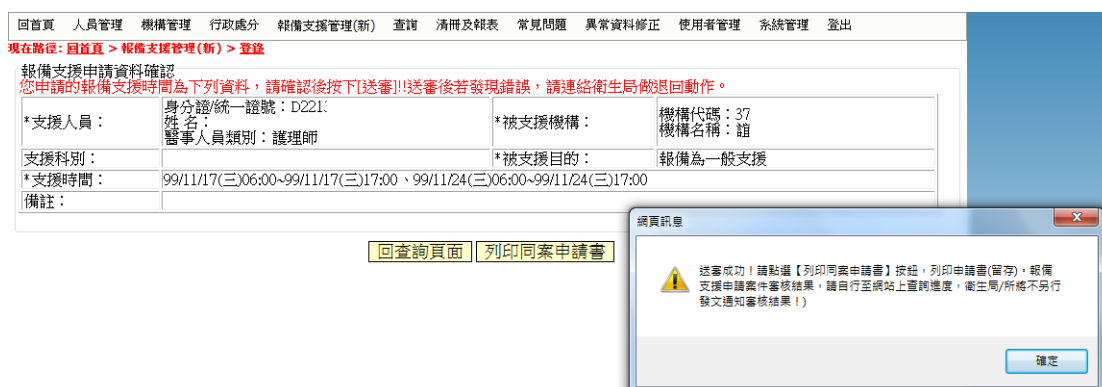 回首頁 人員管理 機構管理 行政處分 報備支援管理(新) 查詢 清冊及報表 常見問題 異常資料修正 使用者管理 系統管理 登出
現在路徑: 回首頁 > 報備支援管理(新) > 登錄
報備支援申請資料確認
您申請的報備支援時間為下列資料，請確認後按下[送審]!!送審後若發現錯誤，請連絡衛生局做退回動作。
*支援人員：
身分證/統一證號：D221
姓 名：
醫事人員類別：護理師
*被支援機構：
機構代碼：37
機構名稱：誼
支援科別：
*被支援目的：
報備為一般支援
*支援時間：
99/11/17(三)06:00~99/11/17(三)17:00、99/11/24(三)06:00~99/11/24(三)17:00
備註：
回查詢頁面 列印同案申請書
網頁訊息
送審成功！請點選【列印同案申請書】按鈕，列印申請書(留存)。報備
支援申請案件審核結果，請自行至網站上查詢進度，衛生局/所將不另行
發文通知審核結果！)
確定